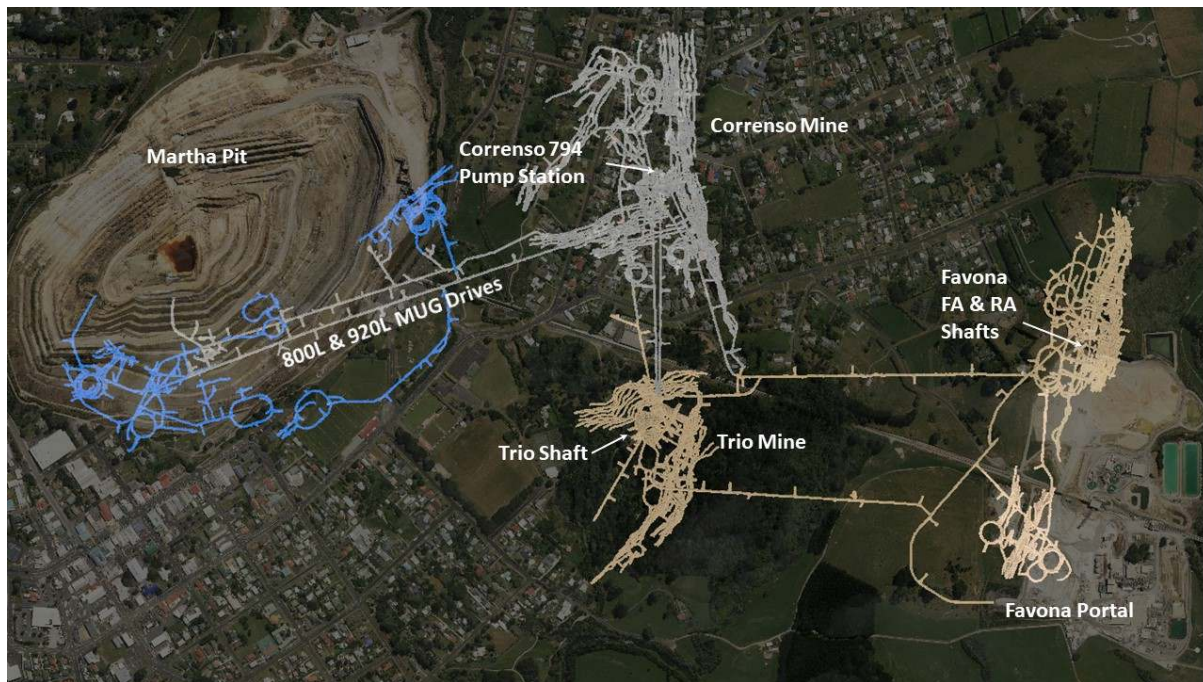 Martha Pit
Correnso 794
Pump Station
Correnso Mine
800L & 920L MUG Drives
Favona
FA & RA
Shafts
Trio Shaft
Trio Mine
Favona Portal